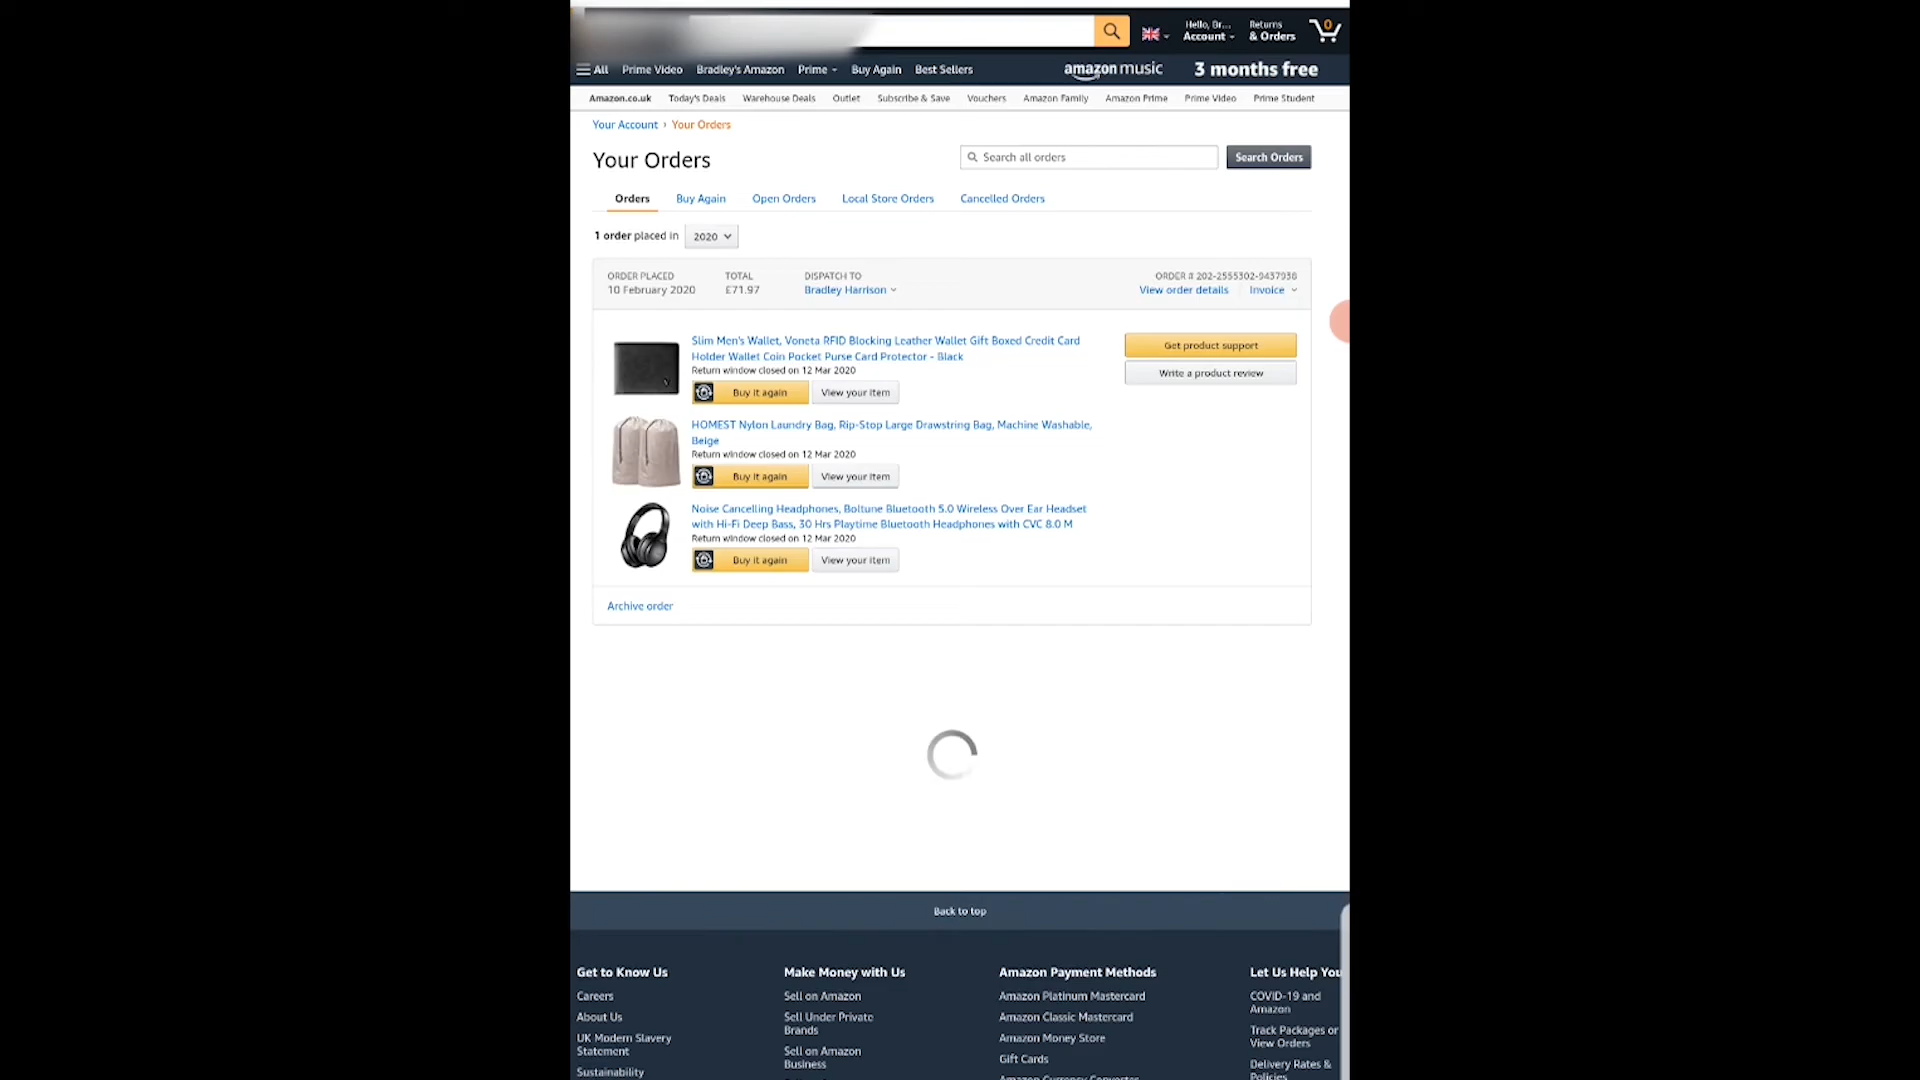 0
Hello, Br...
Account
Returns
& Orders
All
Prime Video
Bradley's Amazon
Prime
Buy Again
Best Sellers
amazon music
3 months free
Amazon.co.uk
Today's Deals
Warehouse Deals
Outlet
Subscribe & Save
Vouchers
Amazon Family
Amazon Prime
Prime Video
Prime Student
Your Account › Your Orders
Your Orders
Search all orders
Search Orders
Orders
Buy Again
Open Orders
Local Store Orders
Cancelled Orders
1 order placed in
2020
ORDER PLACED
10 February 2020
TOTAL
£71.97
DISPATCH TO
Bradley Harrison
ORDER # 202-2555302-9437938
View order details
Invoice
Slim Men's Wallet, Voneta RFID Blocking Leather Wallet Gift Boxed Credit Card
Holder Wallet Coin Pocket Purse Card Protector - Black
Return window closed on 12 Mar 2020
Buy it again
View your item
Get product support
Write a product review
HOMEST Nylon Laundry Bag, Rip-Stop Large Drawstring Bag, Machine Washable,
Beige
Return window closed on 12 Mar 2020
Buy it again
View your item
Noise Cancelling Headphones, Boltune Bluetooth 5.0 Wireless Over Ear Headset
with Hi-Fi Deep Bass, 30 Hrs Playtime Bluetooth Headphones with CVC 8.0 M
Return window closed on 12 Mar 2020
Buy it again
View your item
Archive order
Back to top
Get to Know Us
Careers
About Us
UK Modern Slavery
Statement
Sustainability
Make Money with Us
Sell on Amazon
Sell Under Private
Brands
Sell on Amazon
Business
Amazon Payment Methods
Amazon Platinum Mastercard
Amazon Classic Mastercard
Amazon Money Store
Gift Cards
Amazon Currency Converter
Let Us Help You
COVID-19 and
Amazon
Track Packages or
View Orders
Delivery Rates &
Policies